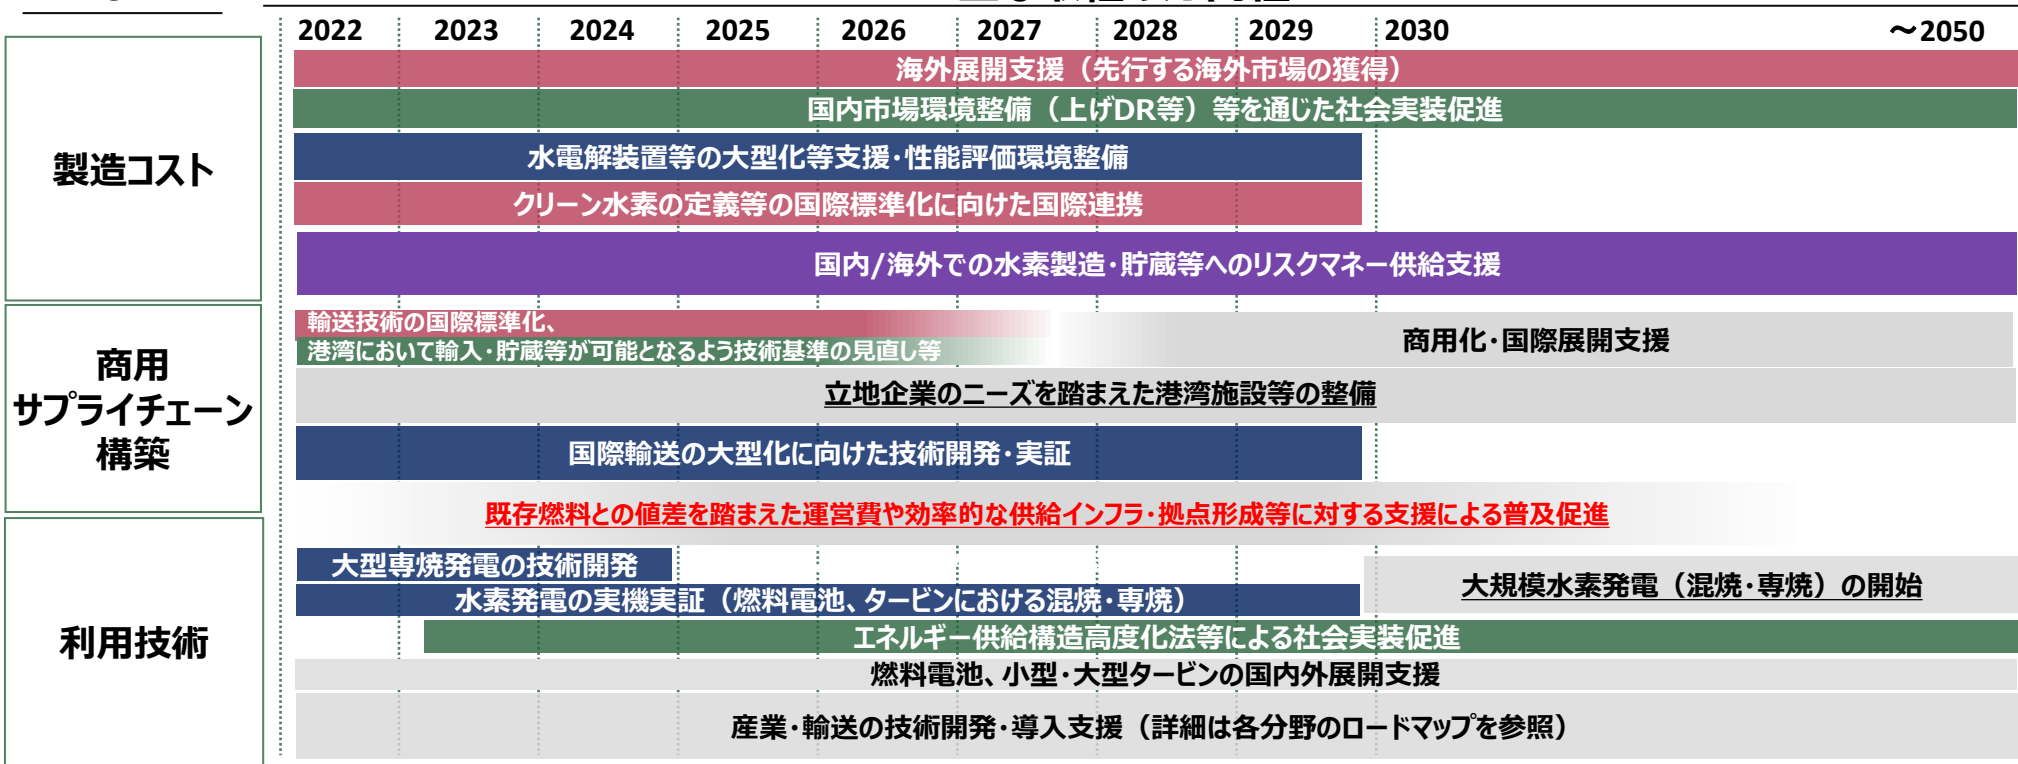 2022 2023 2024 2025 2026 2027 2028 2029 2030 ～2050
製造コスト
海外展開支援（先行する海外市場の獲得）
国内市場環境整備（上げDR等）等を通じた社会実装促進
水電解装置等の大型化等支援・性能評価環境整備
クリーン水素の定義等の国際標準化に向けた国際連携
国内/海外での水素製造・貯蔵等へのリスクマネー供給支援
商用
サプライチェーン
構築
輸送技術の国際標準化、
港湾において輸入・貯蔵等が可能となるよう技術基準の見直し等
商用化・国際展開支援
立地企業のニーズを踏まえた港湾施設等の整備
国際輸送の大型化に向けた技術開発・実証
既存燃料との値差を踏まえた運営費や効率的な供給インフラ・拠点形成等に対する支援による普及促進
利用技術
大型専焼発電の技術開発
水素発電の実機実証（燃料電池、タービンにおける混焼・専焼）
大規模水素発電（混焼・専焼）の開始
エネルギー供給構造高度化法等による社会実装促進
燃料電池、小型・大型タービンの国内外展開支援
産業・輸送の技術開発・導入支援（詳細は各分野のロードマップを参照）